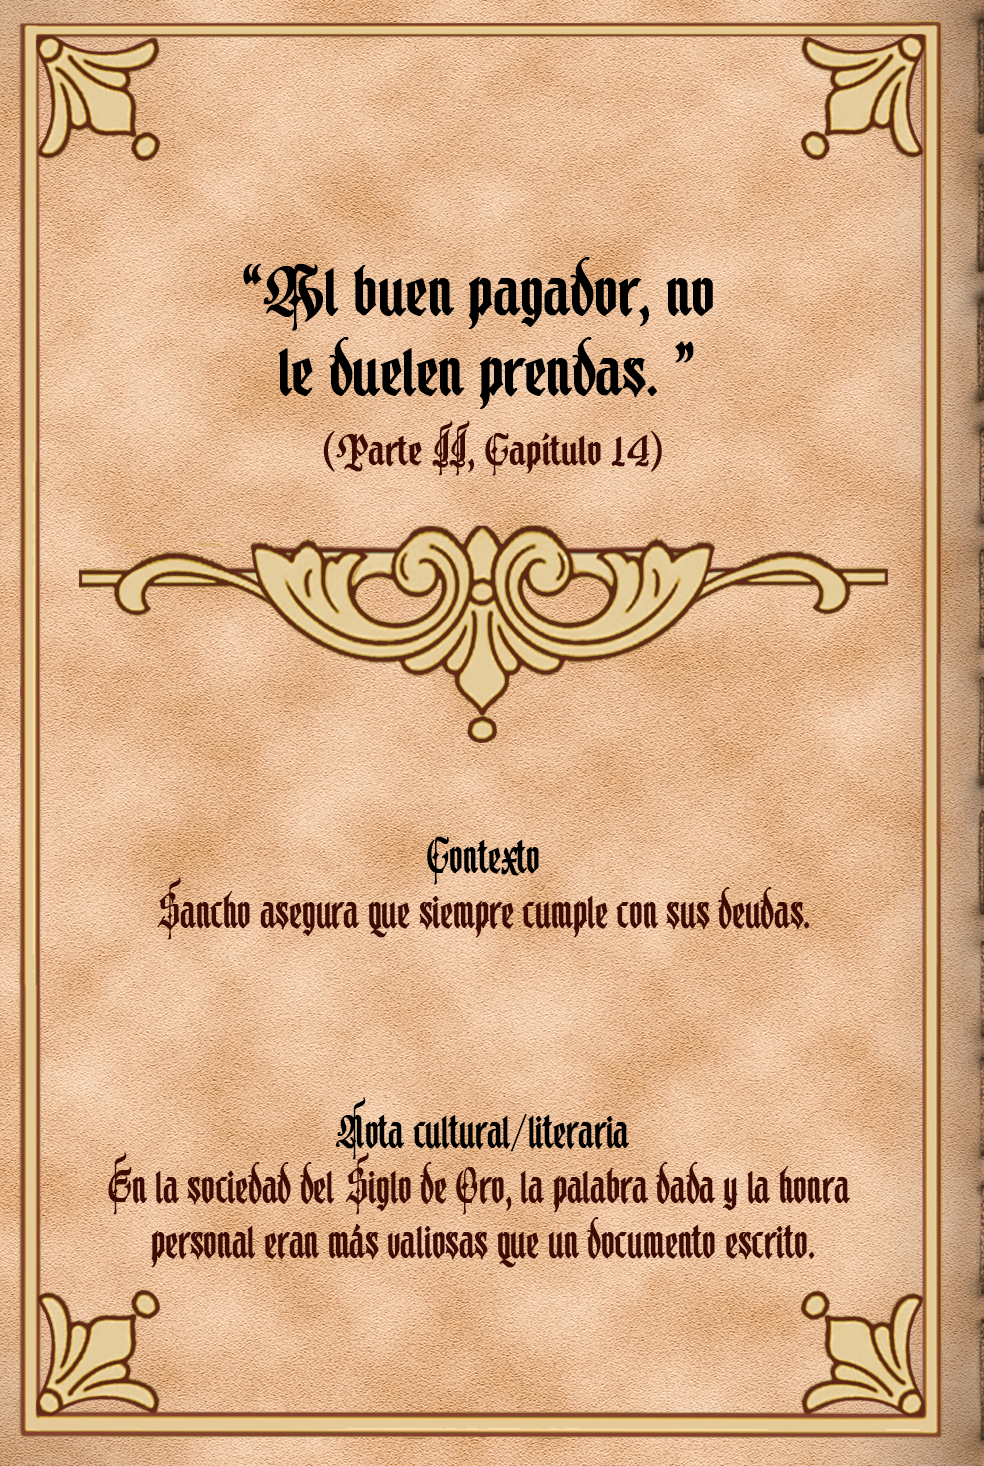 “Al buen pagador, no
le duelen prendas. ”
(Parte II, Capítulo 14)
Contexto
Sancho asegura que siempre cumple con sus deudas.
Nota cultural/literaria
En la sociedad del Siglo de Oro, la palabra dada y la honra
personal eran más valiosas que un documento escrito.